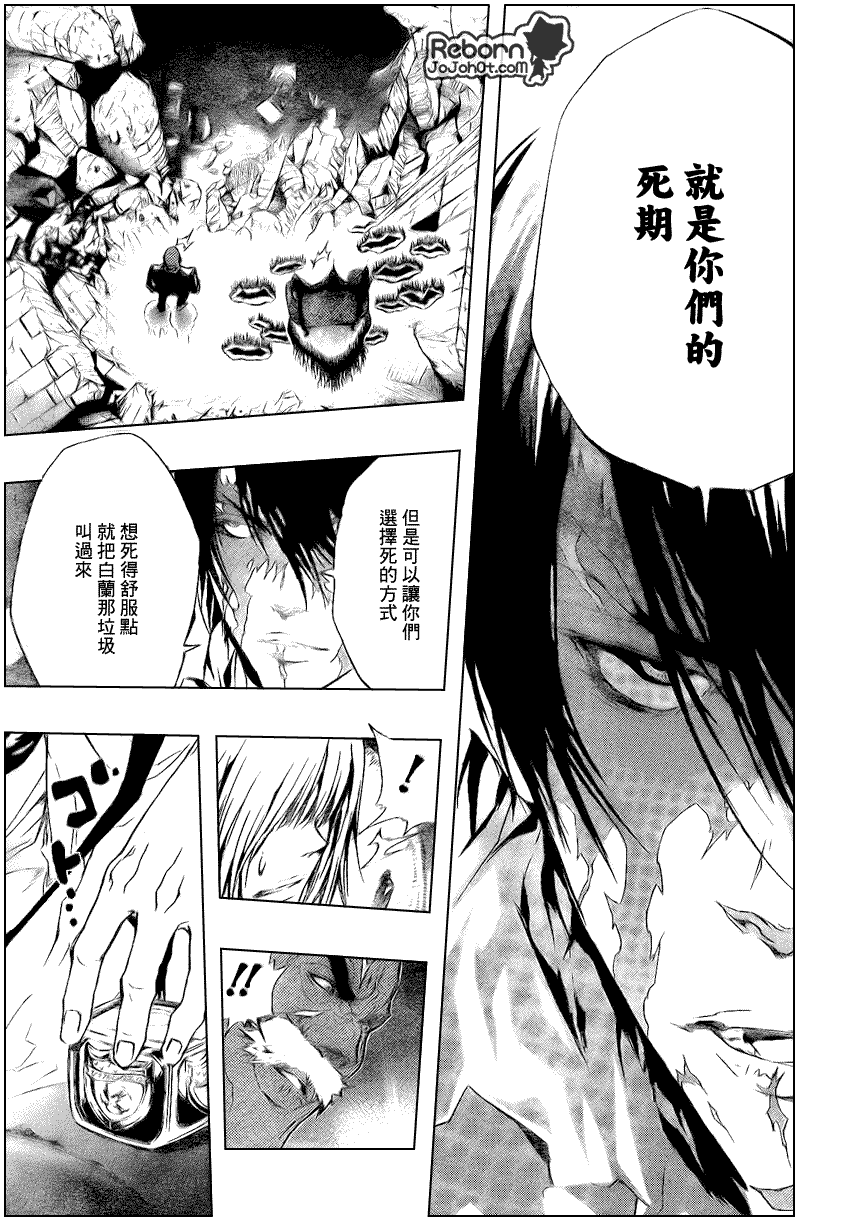 Reborn
JoJoHOt.com
就是你們的
死期
但是可以讓你們
選擇死的方式
想死得舒服點
就把白蘭那垃圾
叫過來
!
!!
ゴト…